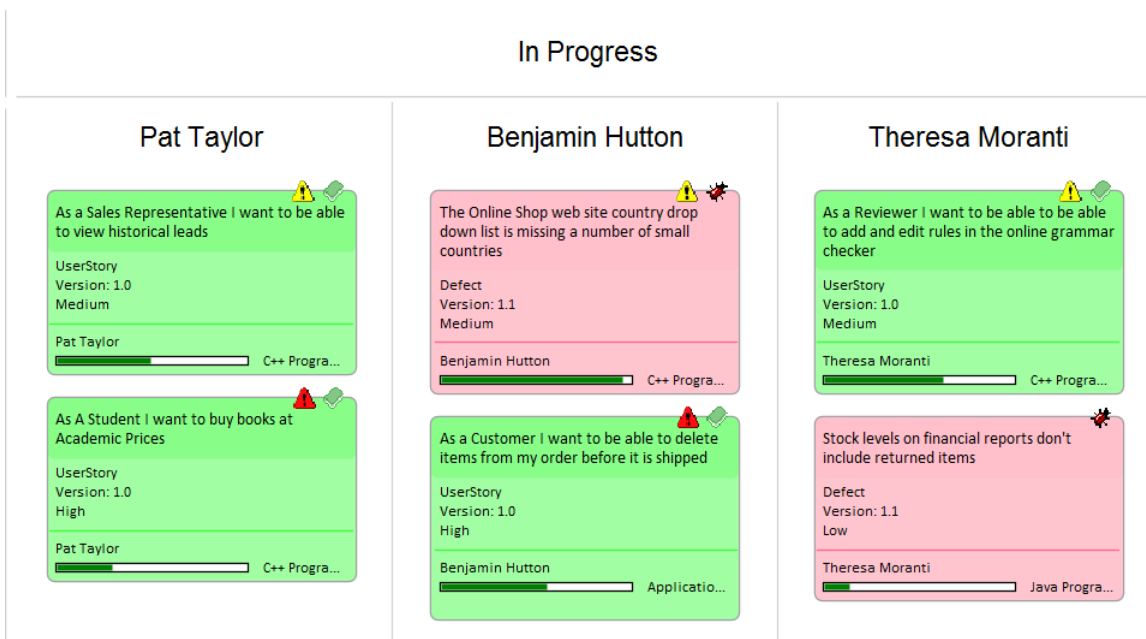 In Progress
Pat Taylor
As a Sales Representative I want to be able
to view historical leads
UserStory
Version: 1.0
Medium
Pat Taylor
C++ Progra...
As A Student I want to buy books at
Academic Prices
UserStory
Version: 1.0
High
Pat Taylor
C++ Progra...
Benjamin Hutton
The Online Shop web site country drop
down list is missing a number of small
countries
Defect
Version: 1.1
Medium
Benjamin Hutton
C++ Progra...
As a Customer I want to be able to delete
items from my order before it is shipped
UserStory
Version: 1.0
High
Benjamin Hutton
Applicatio...
Theresa Moranti
As a Reviewer I want to be able to be able
to add and edit rules in the online grammar
checker
UserStory
Version: 1.0
Medium
Theresa Moranti
C++ Progra...
Stock levels on financial reports don't
include returned items
Defect
Version: 1.1
Low
Theresa Moranti
Java Progra...